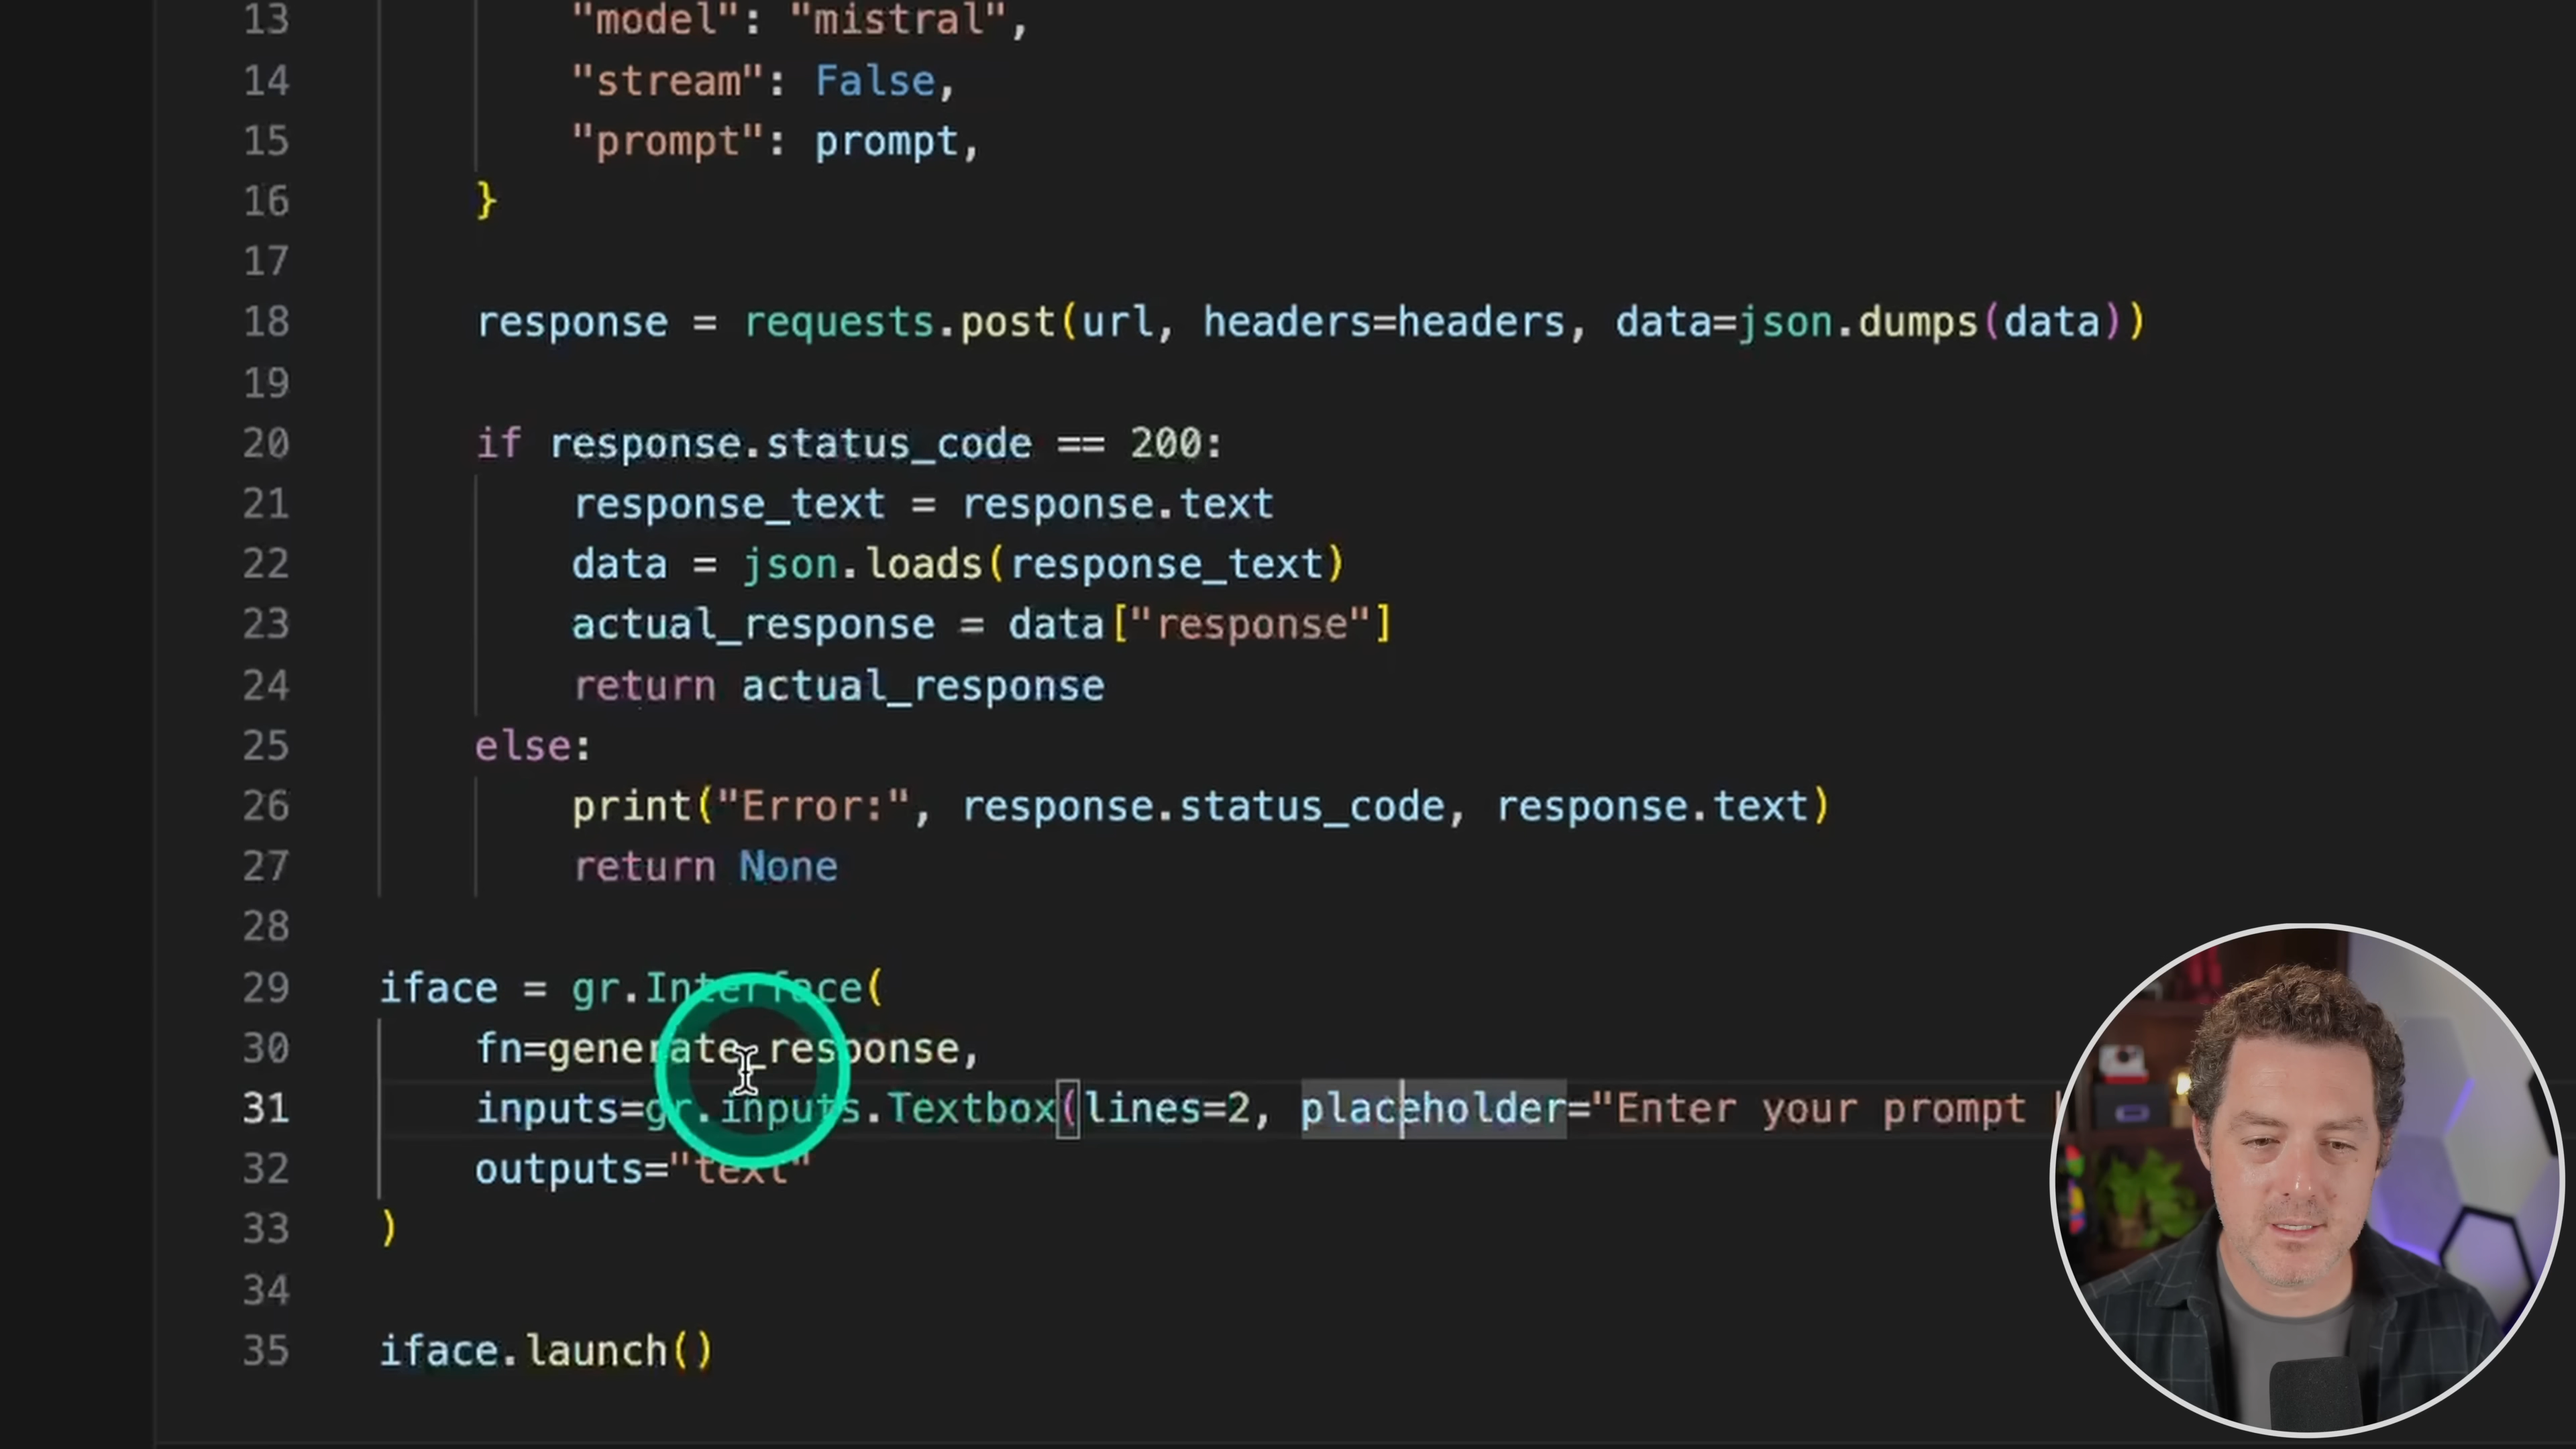 13 "model": "mistral",
14 "stream": False,
15 "prompt": prompt,
16 }
17
18 response = requests.post(url, headers=headers, data=json.dumps(data))
19
20 if response.status_code == 200:
21 response_text = response.text
22 data = json.loads(response_text)
23 actual_response = data["response"]
24 return actual_response
25 else:
26 print("Error:", response.status_code, response.text)
27 return None
28
29 iface = gr.Interface(
30 fn=generate_response,
31 inputs=gr.inputs.Textbox(lines=2, placeholder="Enter your prompt
32 outputs="text"
33 )
34
35 iface.launch()